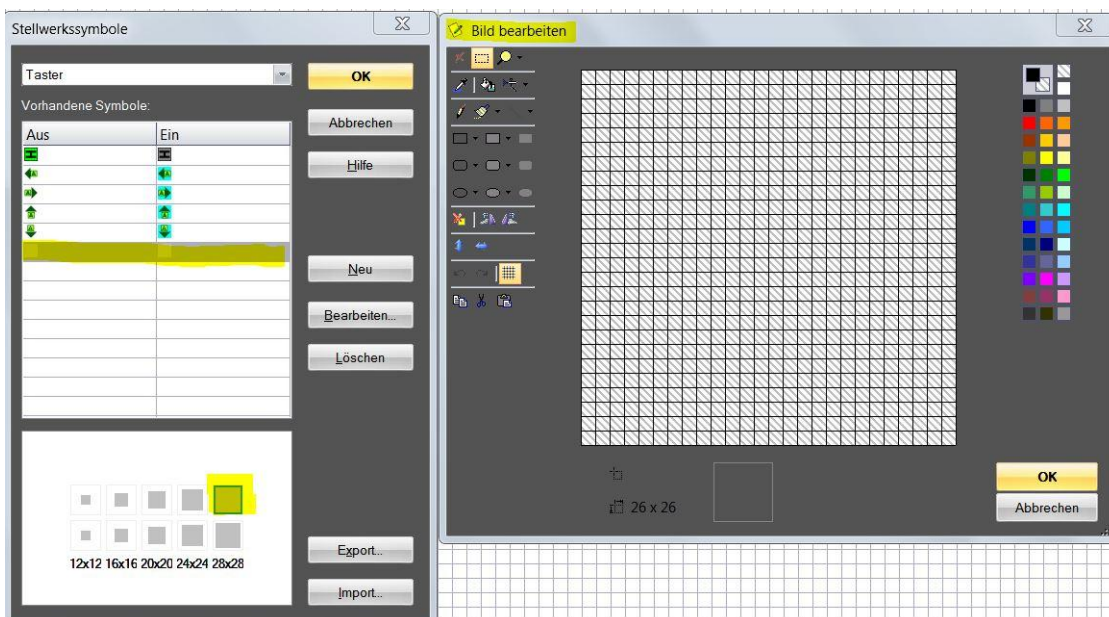 Stellwerkssymbole
Taster
OK
Vorhandene Symbole:
Abbrechen
Aus Ein
Hilfe
Neu
Bearbeiten...
Löschen
12x12 16x16 20x20 24x24 28x28
Export...
Import...
Bild bearbeiten
26 x 26
OK
Abbrechen